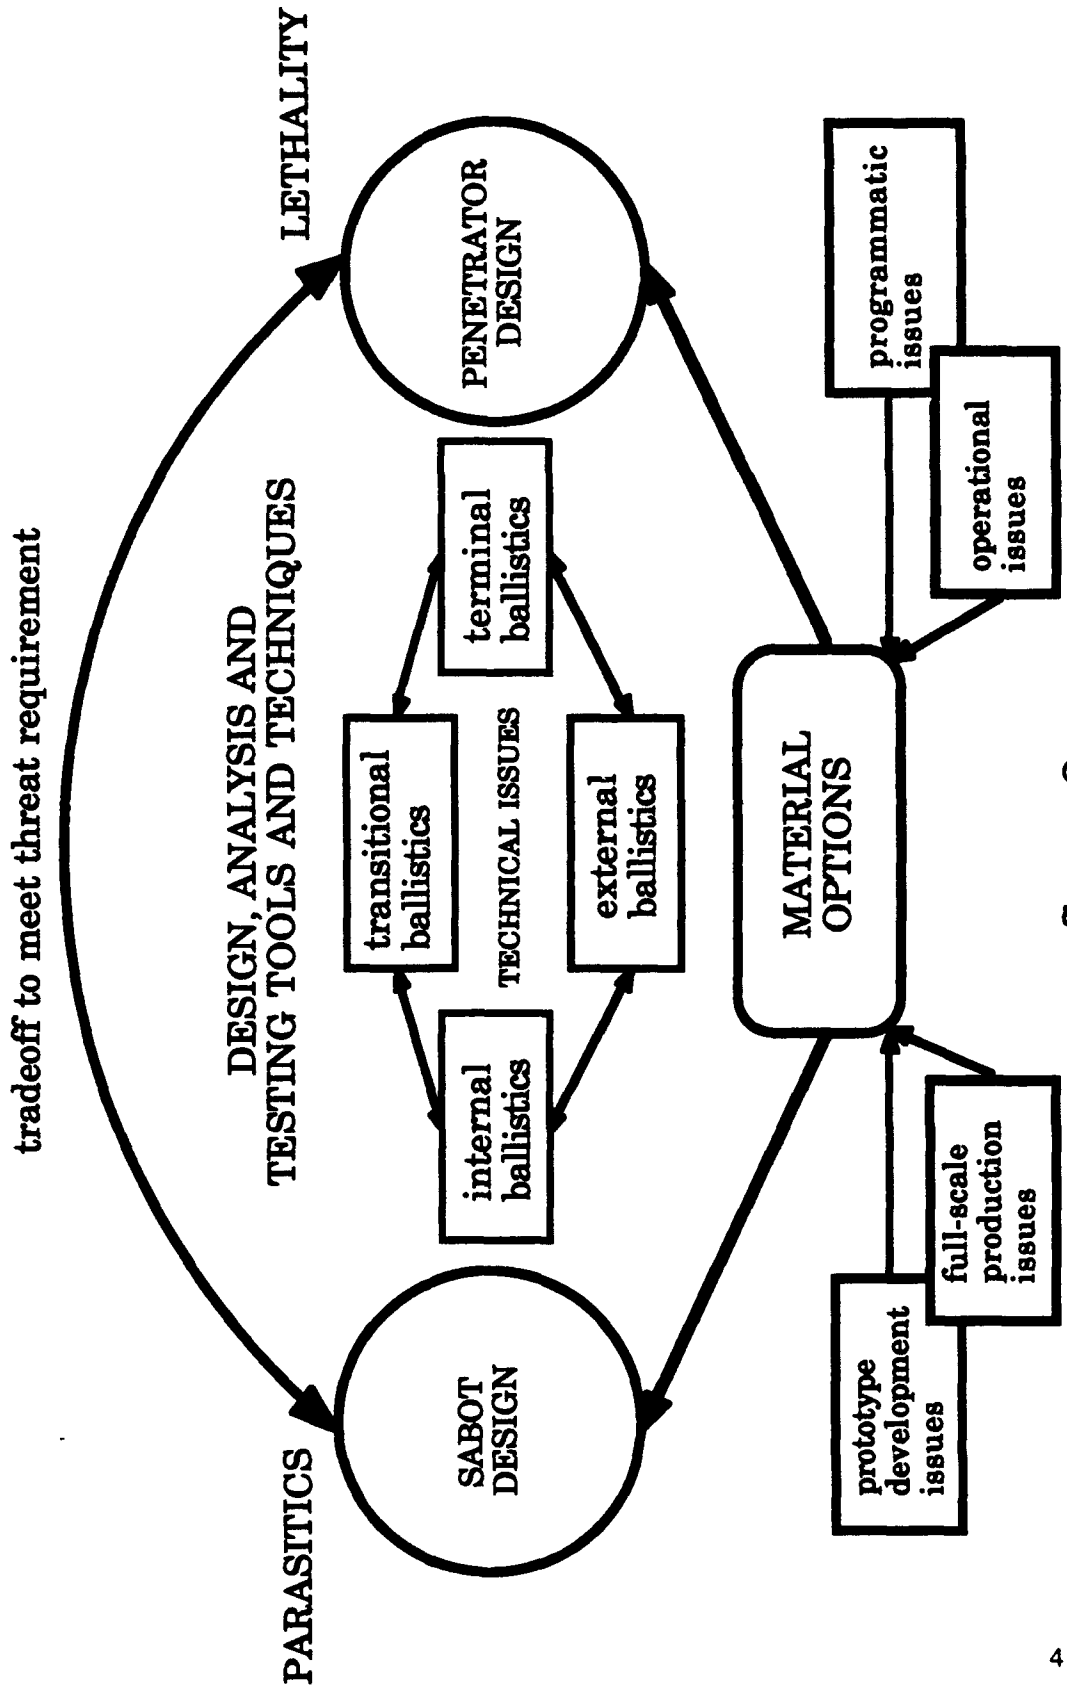 tradeoff to meet threat requirement
PARASITICS
LETHALITY
DESIGN, ANALYSIS AND
TESTING TOOLS AND TECHNIQUES
SABOT
DESIGN
internal
ballistics
transitional
ballistics
TECHNICAL ISSUES
external
ballistics
terminal
ballistics
PENETRATOR
DESIGN
MATERIAL
OPTIONS
prototype
development
issues
full-scale
production
issues
programmatic
issues
operational
issues
4